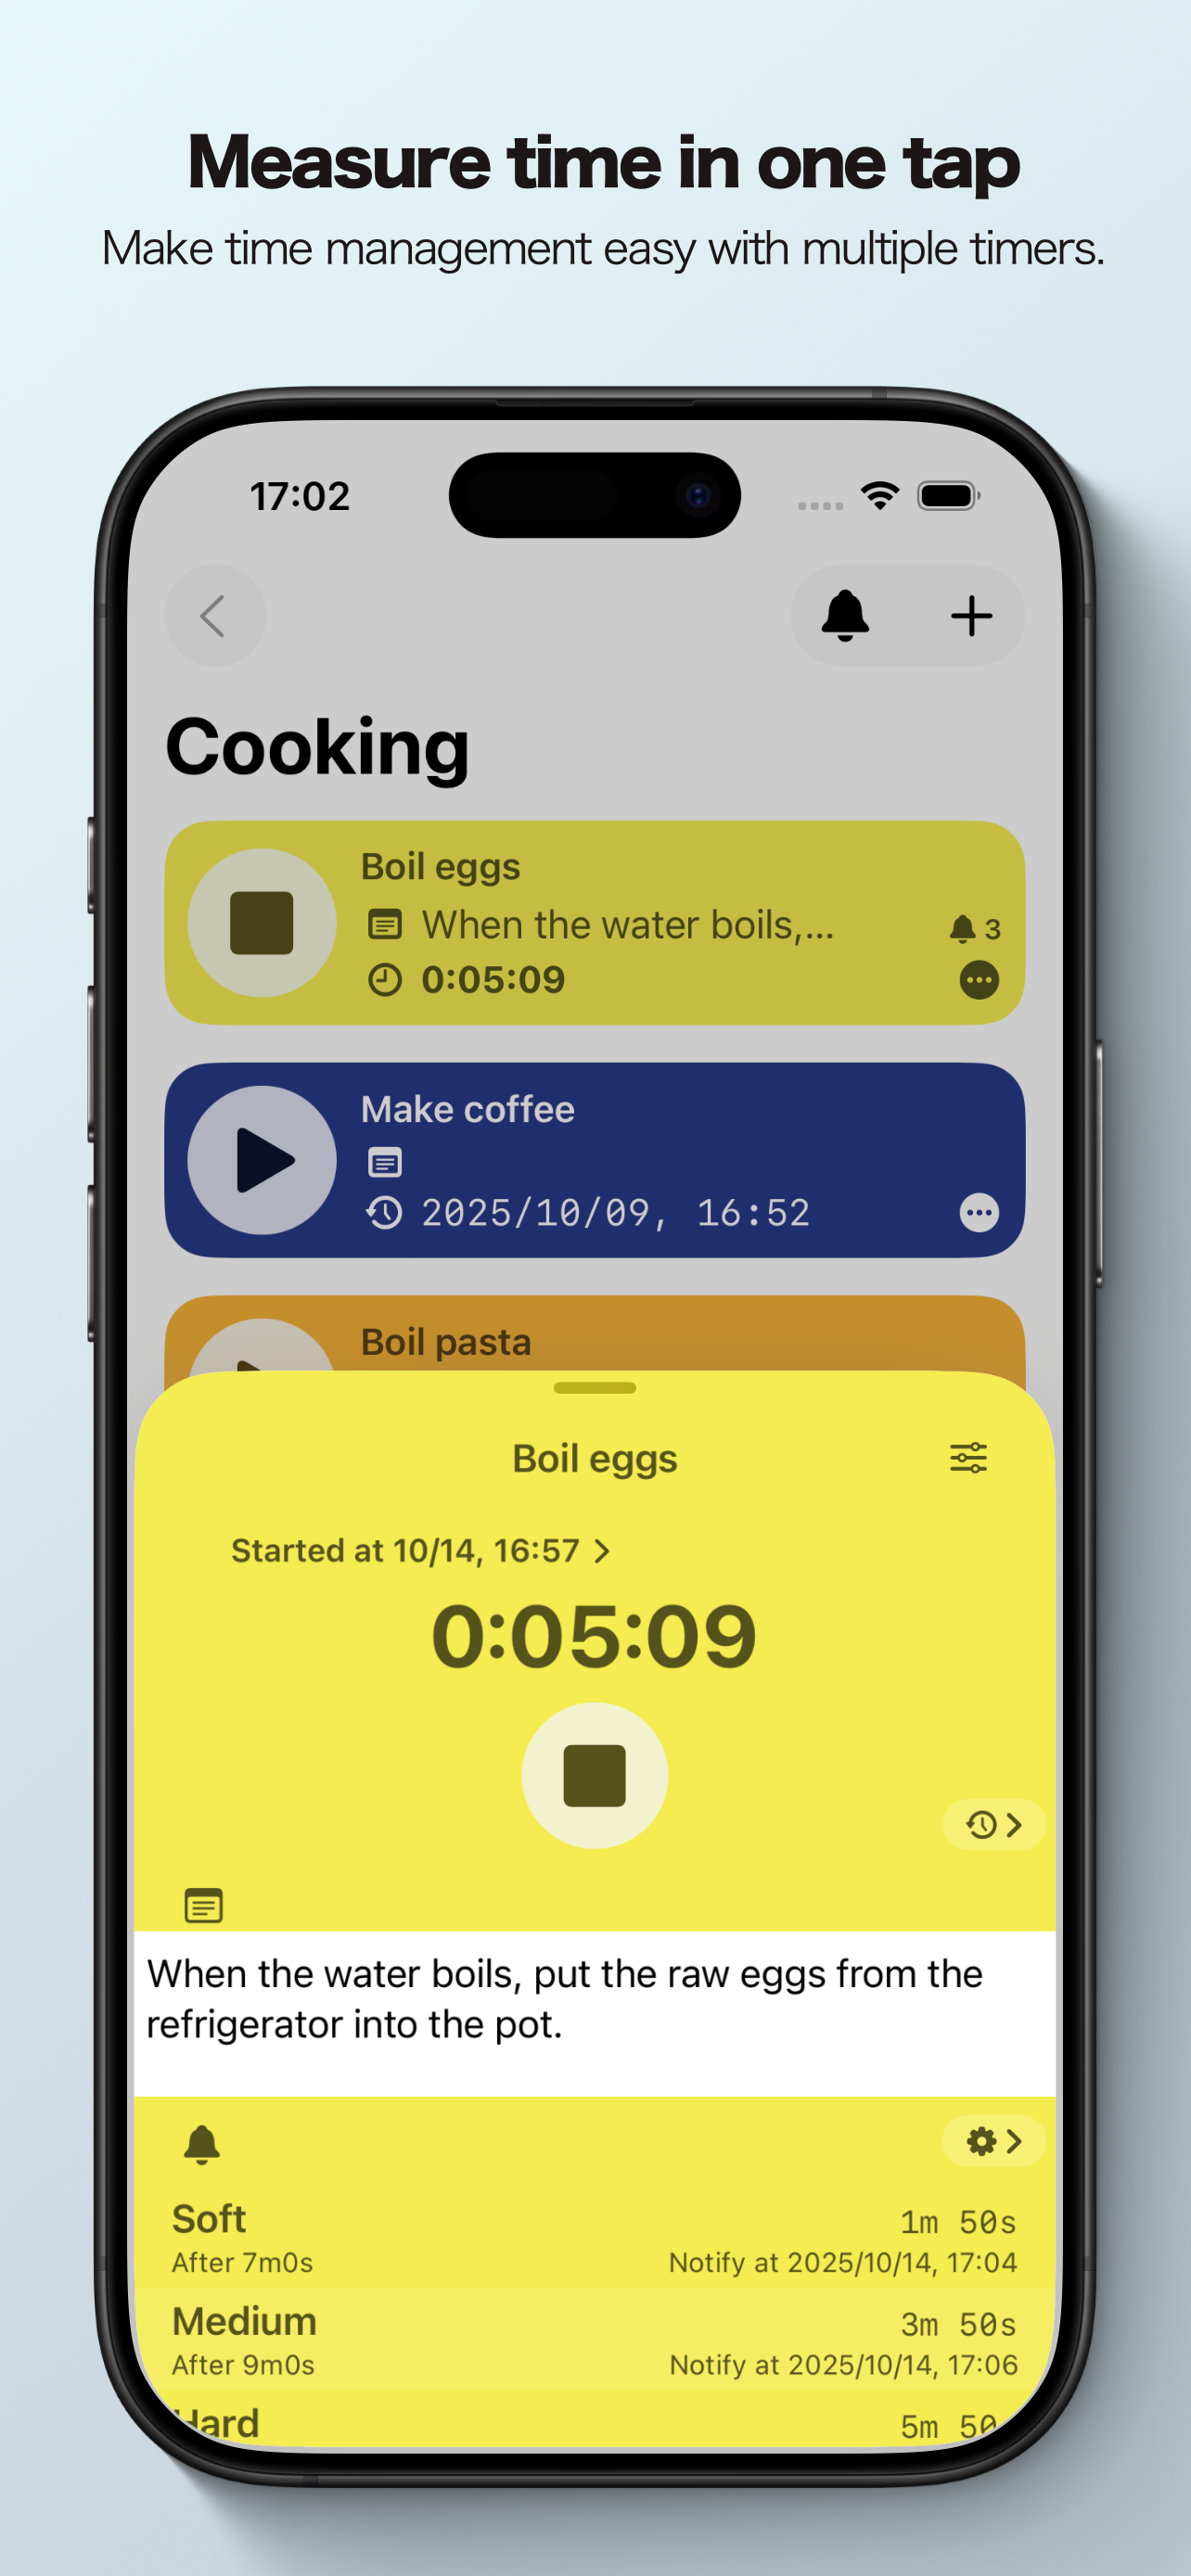 Measure time in one tap
Make time management easy with multiple timers.
17:02
Cooking
Boil eggs
When the water boils,...
3
0:05:09
Make coffee
2025/10/09, 16:52
Boil pasta
Boil eggs
Started at 10/14, 16:57
0:05:09
When the water boils, put the raw eggs from the
refrigerator into the pot.
Soft
1m 50s
After 7m0s
Notify at 2025/10/14, 17:04
Medium
3m 50s
After 9m0s
Notify at 2025/10/14, 17:06
Hard
5m 50s